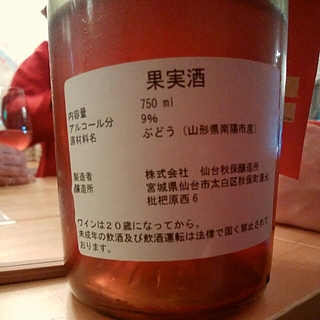 果実酒
内容量 750 ml
アルコール分 9%
原材料名 ぶどう（山形県南陽市産）
製造者 株式会社 仙台秋保醸造所
醸造所 宮城県仙台市太白区秋保町湯元
枇杷原西6
ワインは２０歳になってから。
未成年の飲酒及び飲酒運転は法律で固く禁止されて
おります。